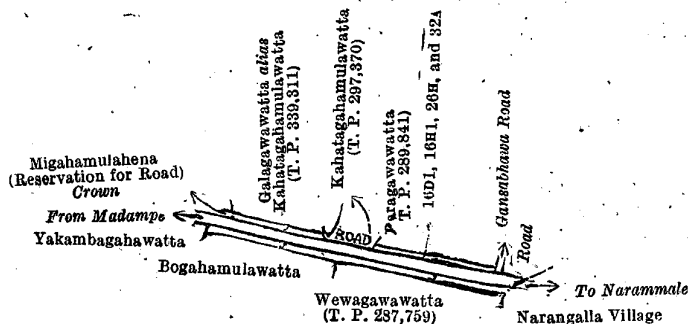 Galagawawatta alias
Kahatagahamulawatta
(T. P. 339,311)
Kahatagahamulawatta
(T. P. 297,370)
Paragawawatta
T. P. 289,841)
16D1, 16H1, 26H, and 32A
Gansabhawa Road
Road
Migahamulahena
(Reservation for Road)
Crown
From Madampe
ROAD
Yakambagahawatta
Bogahamulawatta
Wewagawawatta
(T. P. 287,759)
To Narammale
Narangalla Village